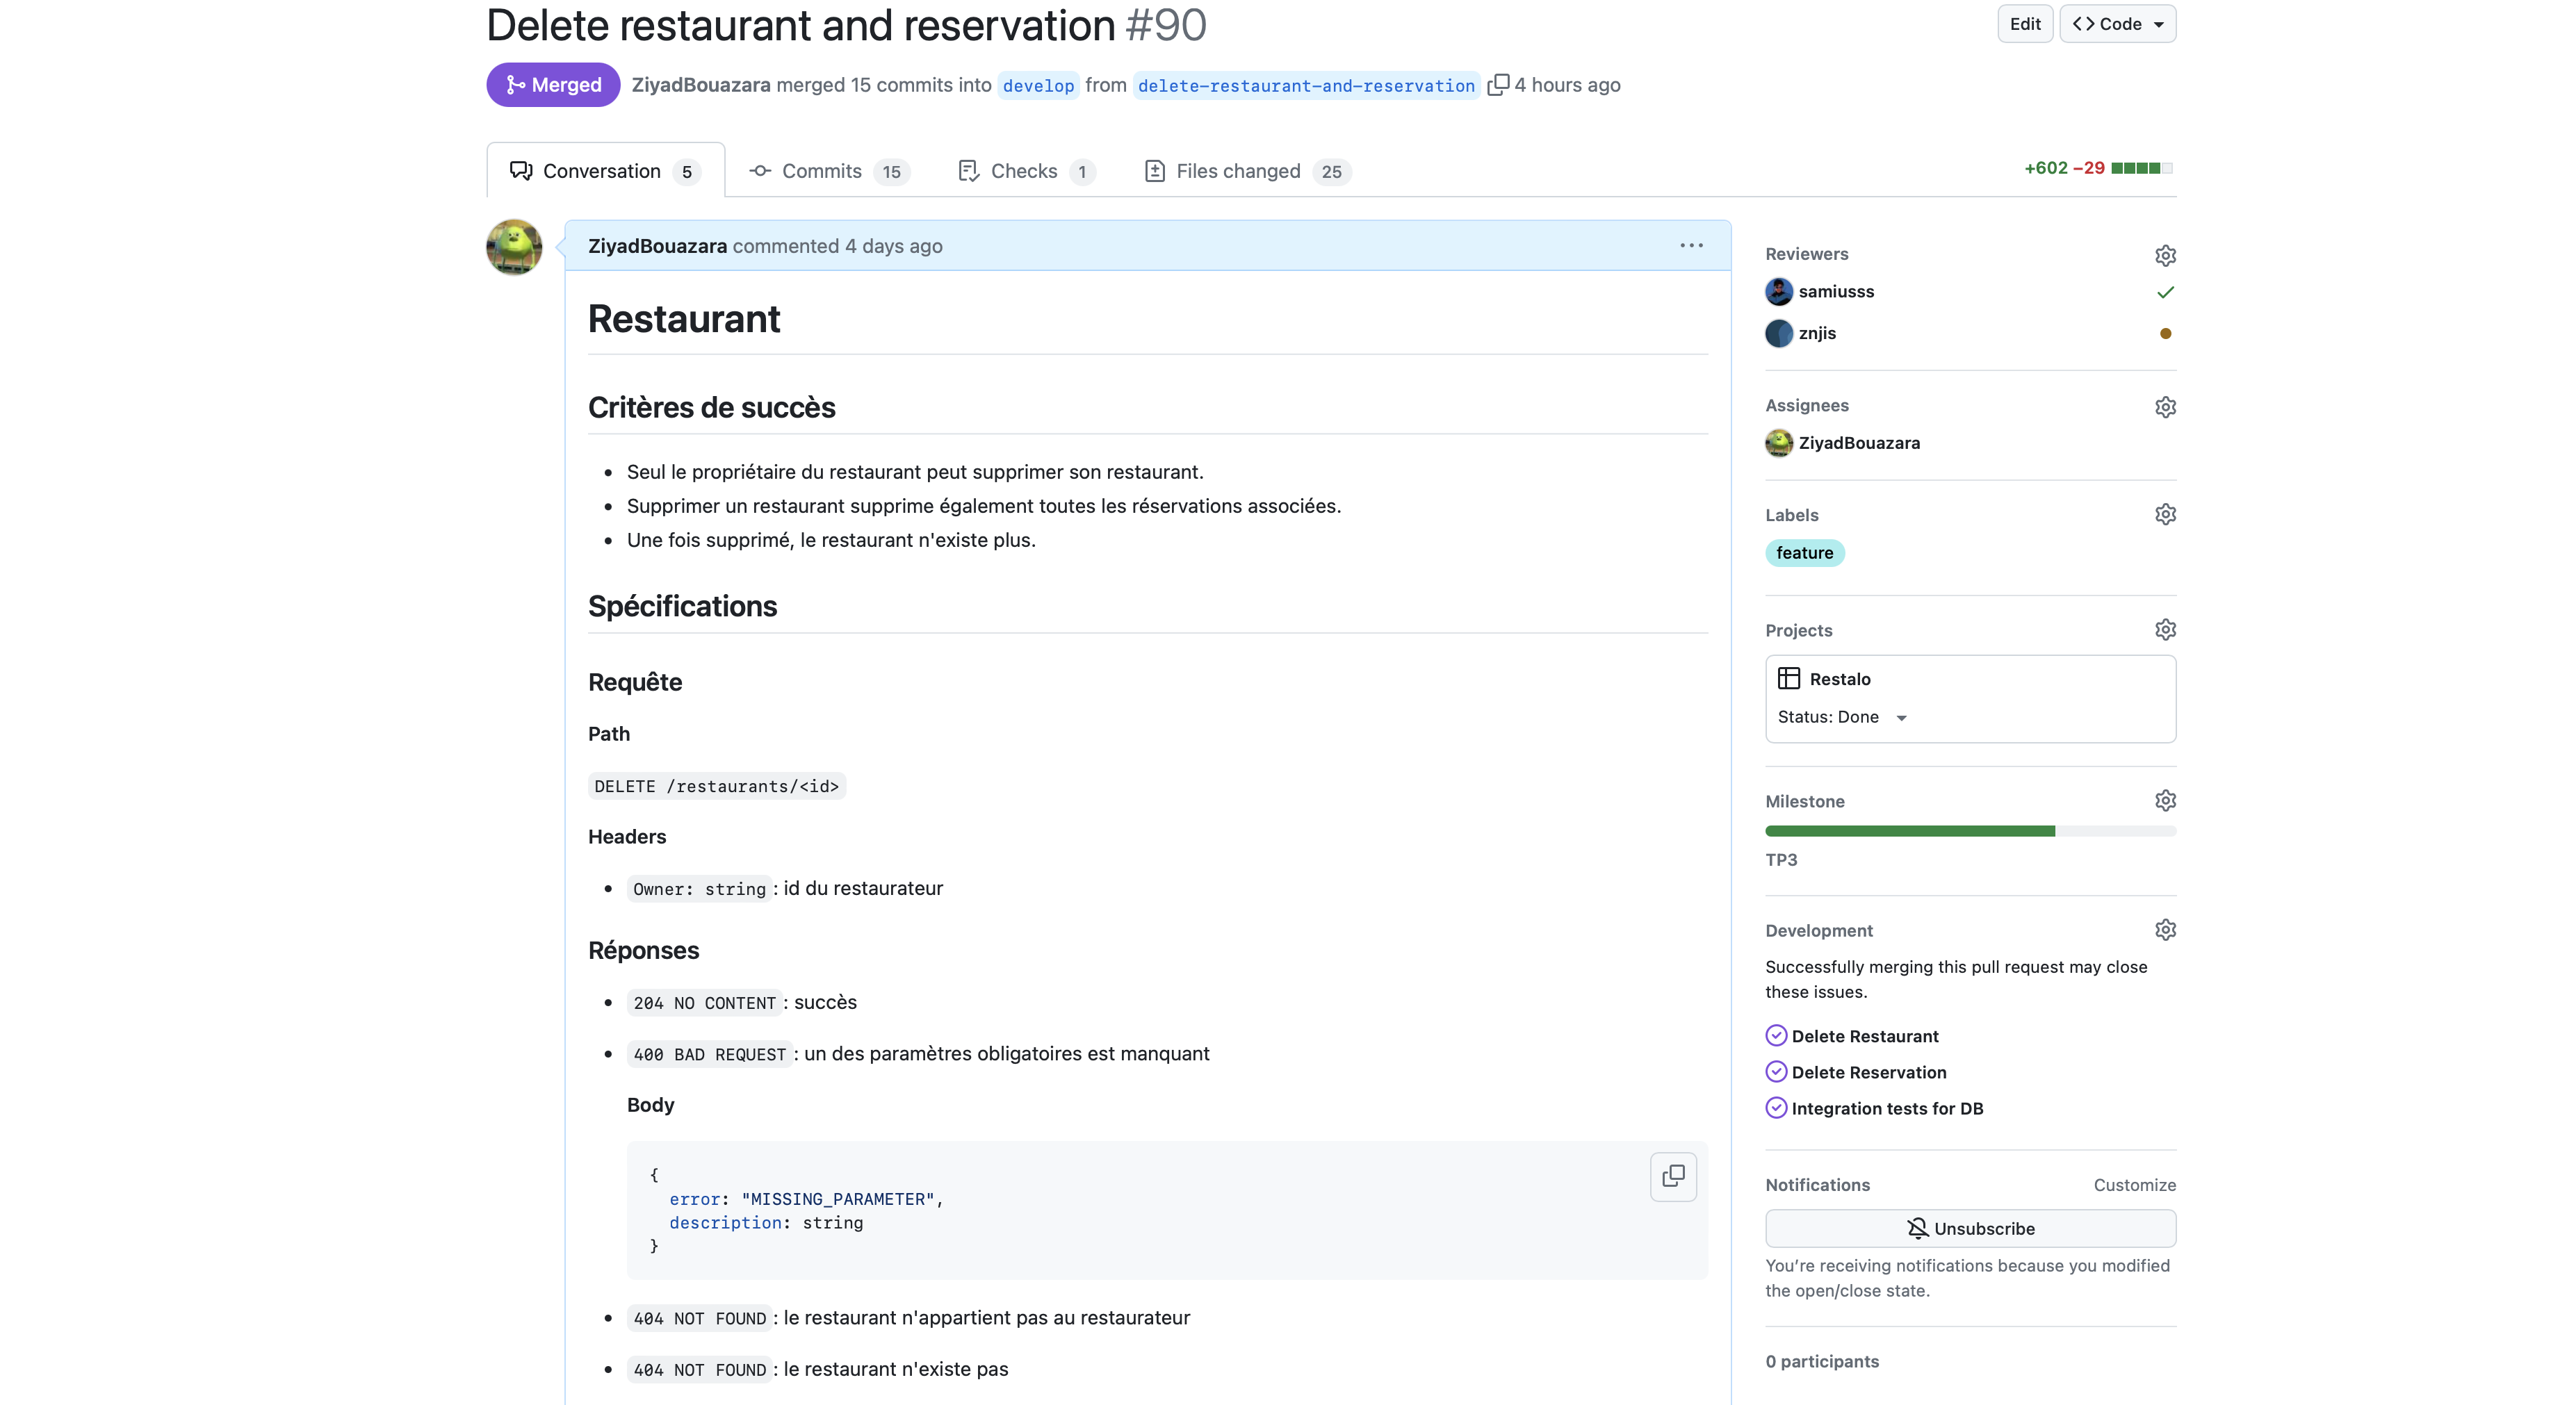 Delete restaurant and reservation #90
Edit
Code
Merged
ZiyadBouazara merged 15 commits into develop from delete-restaurant-and-reservation 4 hours ago
Conversation 5
Commits 15
Checks 1
Files changed 25
+602 −29
ZiyadBouazara commented 4 days ago
Restaurant
Critères de succès
Seul le propriétaire du restaurant peut supprimer son restaurant.
Supprimer un restaurant supprime également toutes les réservations associées.
Une fois supprimé, le restaurant n'existe plus.
Spécifications
Requête
Path
DELETE /restaurants/<id>
Headers
Owner: string : id du restaurateur
Réponses
204 NO CONTENT : succès
400 BAD REQUEST : un des paramètres obligatoires est manquant
Body
{
error: "MISSING_PARAMETER",
description: string
}
404 NOT FOUND : le restaurant n'appartient pas au restaurateur
404 NOT FOUND : le restaurant n'existe pas
Reviewers
samiusss
znjis
Assignees
ZiyadBouazara
Labels
feature
Projects
Restalo
Status: Done
Milestone
TP3
Development
Successfully merging this pull request may close
these issues.
Delete Restaurant
Delete Reservation
Integration tests for DB
Notifications
Customize
Unsubscribe
You're receiving notifications because you modified
the open/close state.
0 participants